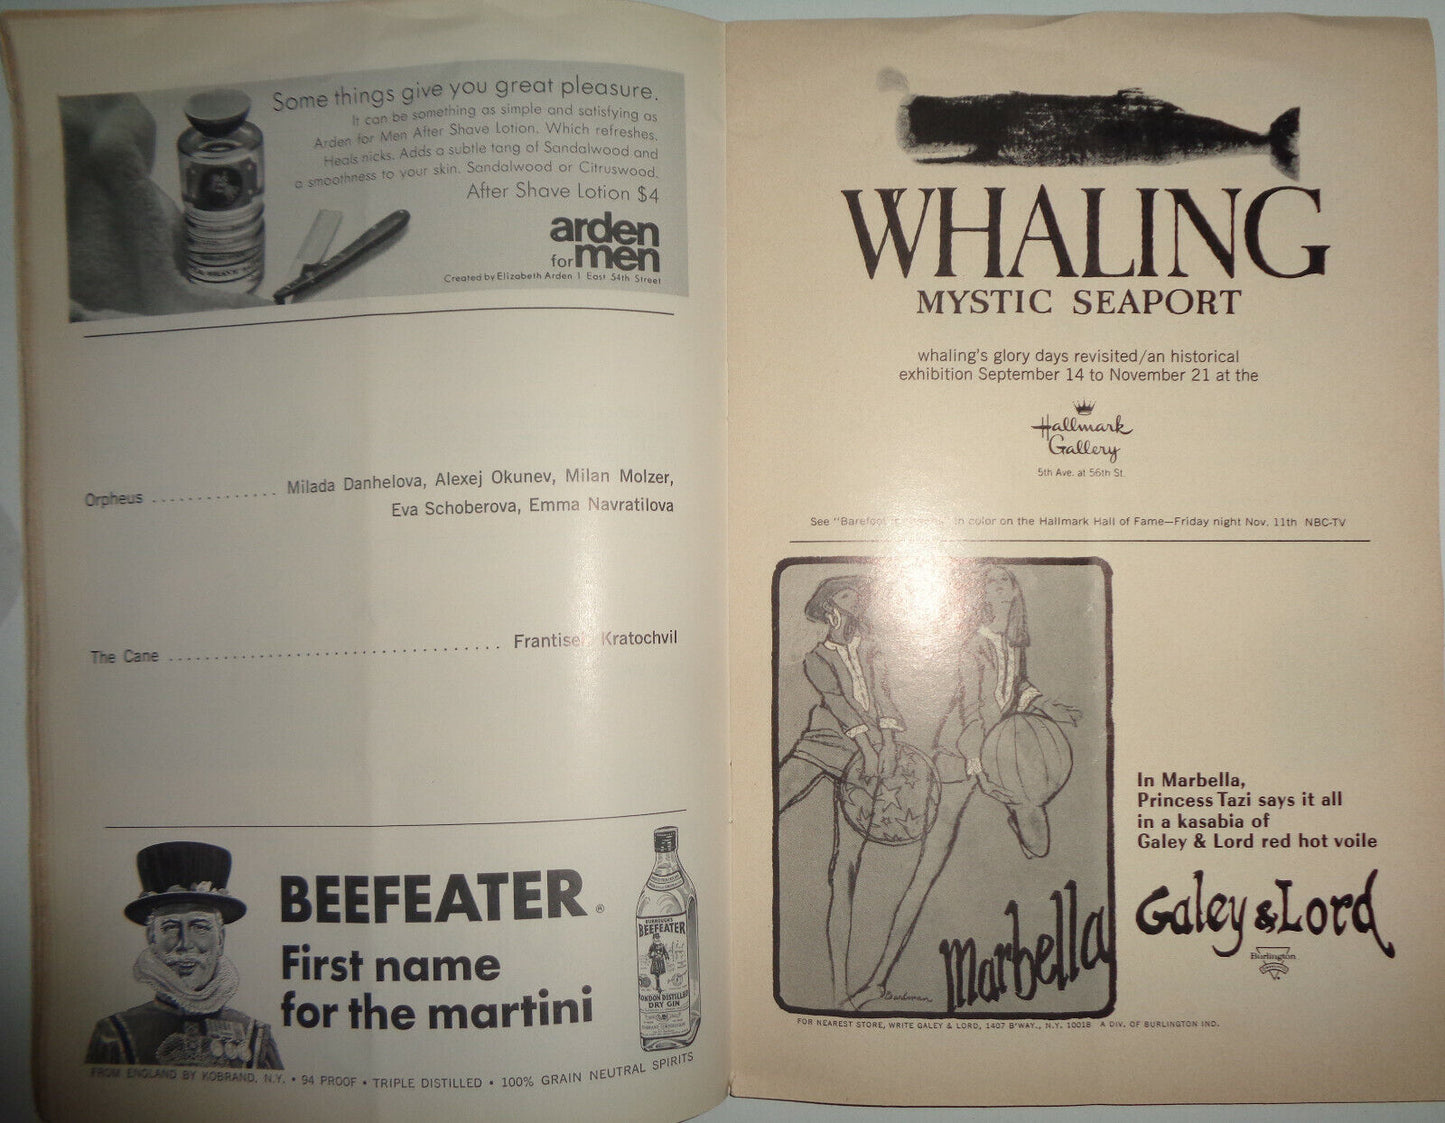 Some things give you great pleasure.
It can be something as simple and satisfying as
Arden for Men After Shave Lotion. Which refreshes.
Heals nicks. Adds a subtle tang of Sandalwood and
a smoothness to your skin. Sandalwood or Citruswood.
After Shave Lotion $4
arden
for men
Created by Elizabeth Arden 1 East 54th Street
Orpheus . . . . . . . . . . . . . Milada Danhelova, Alexej Okunev, Milan Molzer,
Eva Schoberova, Emma Navratilova
The Cane . . . . . . . . . . . . . . . . . . . . . . . . . . . . . . . . . . . . Kratochvil
BEEFEATER®
First name
for the martini
BURROUGH'S
BEEFEATER
LONDON DISTILLED
DRY GIN
FROM ENGLAND BY KOBRAND, N.Y. • 94 PROOF • TRIPLE DISTILLED • 100% GRAIN NEUTRAL SPIRITS
WHALING
MYSTIC SEAPORT
whaling's glory days revisited/an historical
exhibition September 14 to November 21 at the
Hallmark
Gallery
5th Ave. at 56th St.
See "Barefoot in color on the Hallmark Hall of Fame—Friday night Nov. 11th NBC-TV
In Marbella,
Princess Tazi says it all
in a kasabia of
Galey & Lord red hot voile
Galey & Lord
Burlington
marbella
FOR NEAREST STORE, WRITE GALEY & LORD, 1407 B'WAY., N.Y. 10018 A DIV. OF BURLINGTON IND.